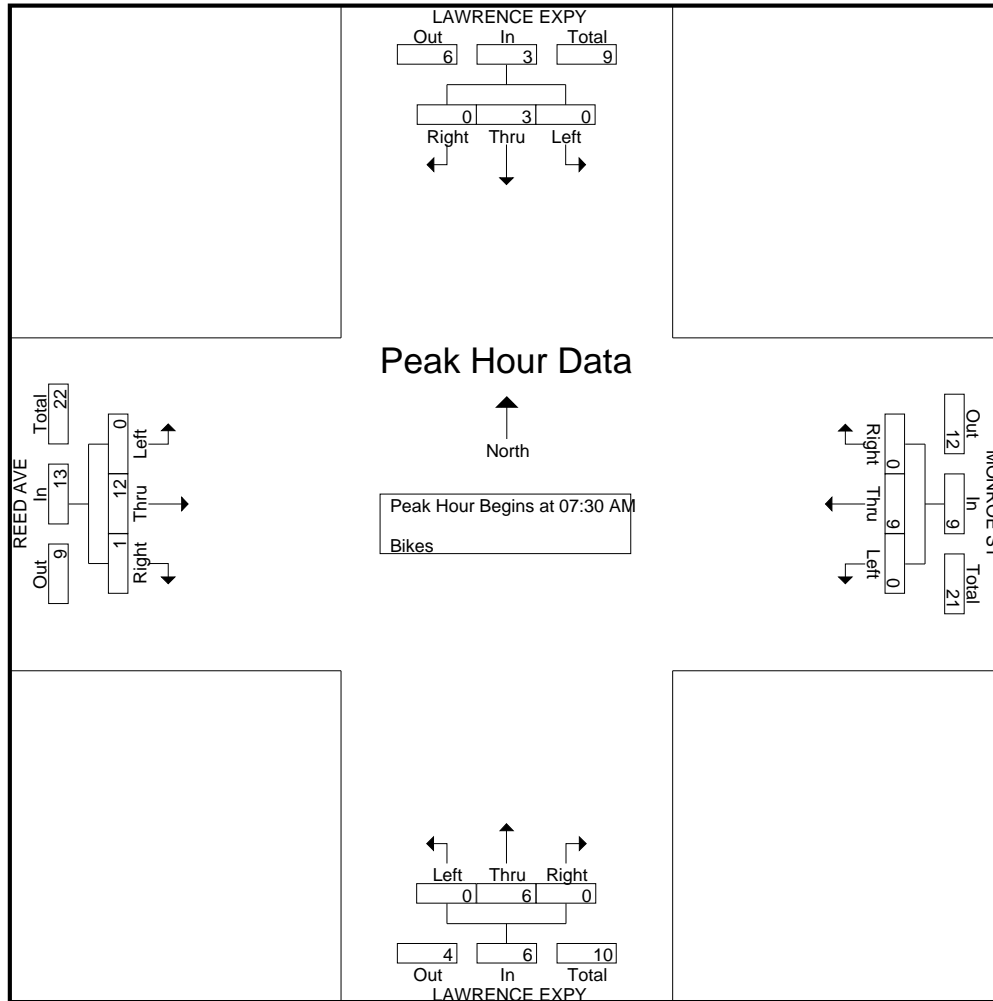 LAWRENCE EXPY
Out In Total
6 3 9
0 3 0
Right Thru Left
Peak Hour Data
North
Peak Hour Begins at 07:30 AM
Bikes
REED AVE
Out In Total
9 13 22
Right Thru Left
1 12 0
MONROE ST
Out In Total
12 9 21
Right Thru Left
0 9 0
Left Thru Right
0 6 0
4 6 10
Out In Total
LAWRENCE EXPY